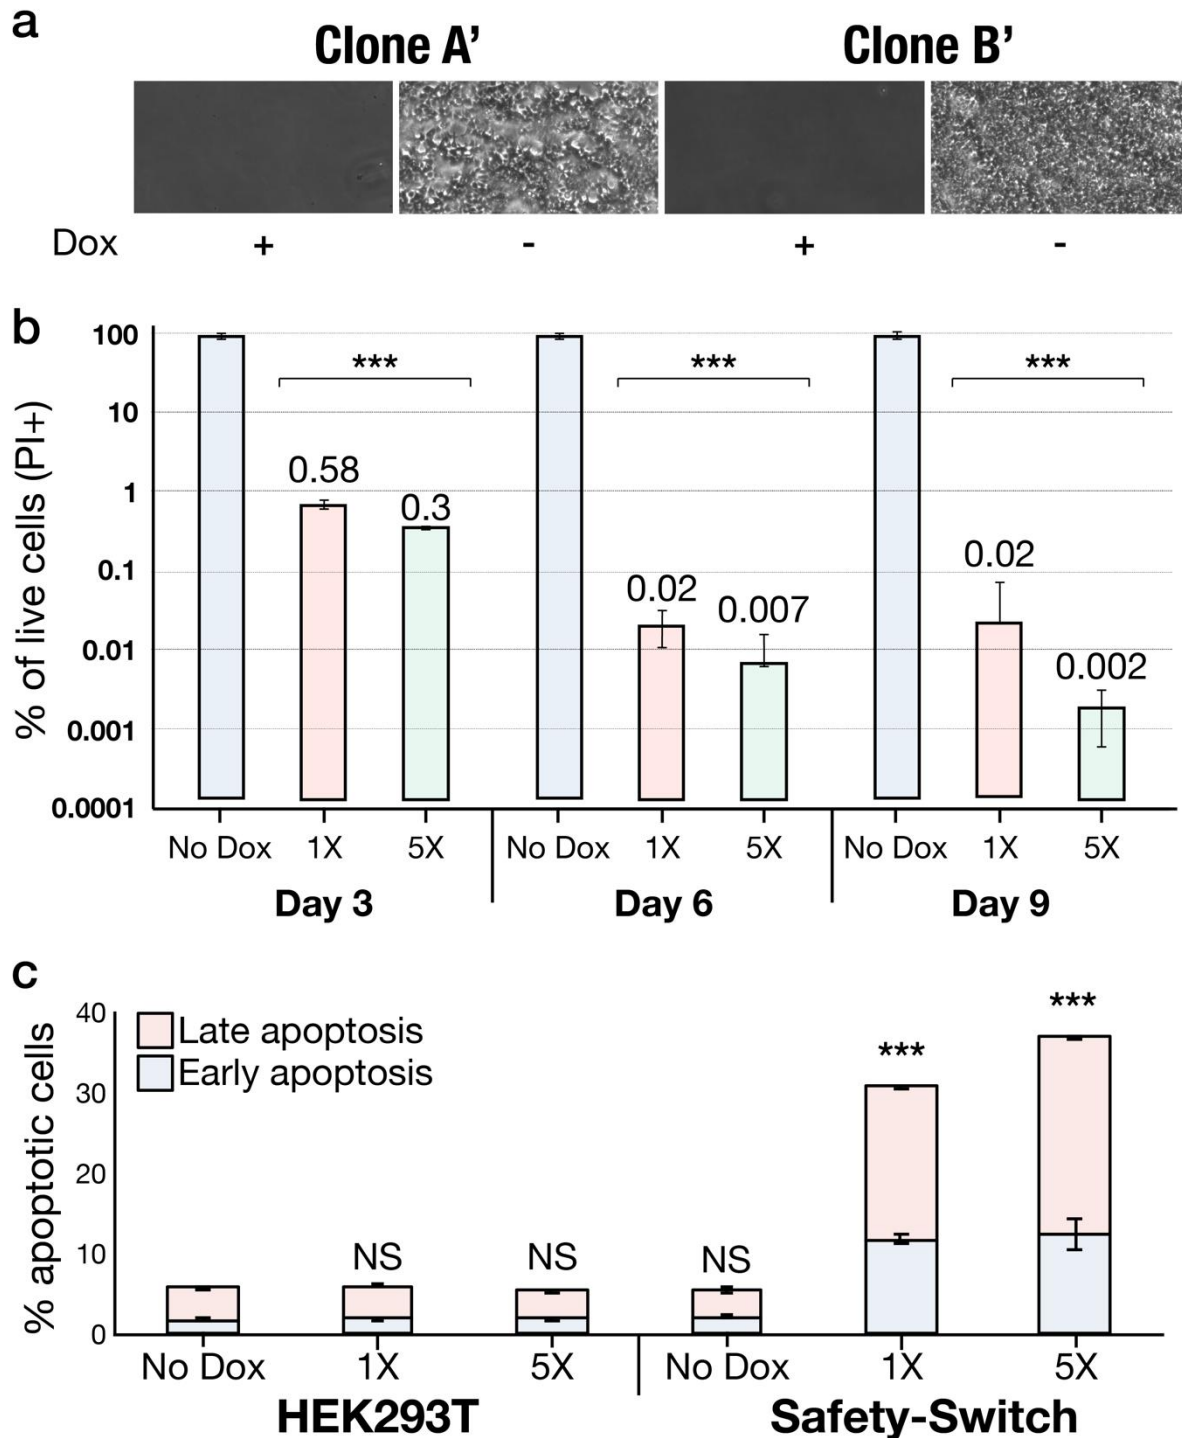 a
Clone A’ Clone B’
Dox + - + -
b
% of live cells (PI+)
100
10
1
0.1
0.01
0.001
0.0001
*** *** ***
0.58
0.3
0.02
0.007
0.02
0.002
No Dox 1X 5X No Dox 1X 5X No Dox 1X 5X
Day 3 Day 6 Day 9
c
% apoptotic cells
40
30
20
10
0
Late apoptosis
Early apoptosis
NS NS NS *** ***
No Dox 1X 5X No Dox 1X 5X
HEK293T Safety-Switch